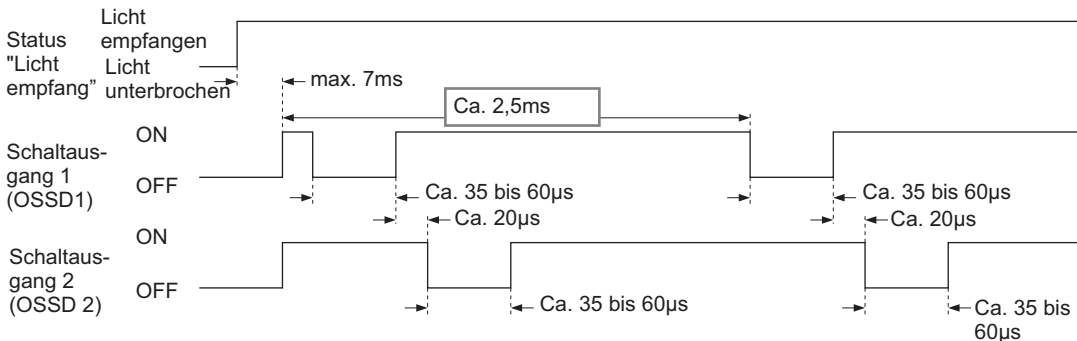 Status
"Licht
empfang”
Licht
empfangen
Licht
unterbrochen
max. 7ms
Ca. 2,5ms
Schaltaus-
gang 1
(OSSD1)
ON
OFF
Ca. 35 bis 60µs
Ca. 35 bis 60µs
Ca. 20µs
Ca. 20µs
Schaltaus-
gang 2
(OSSD 2)
ON
OFF
Ca. 35 bis 60µs
Ca. 35 bis
60µs